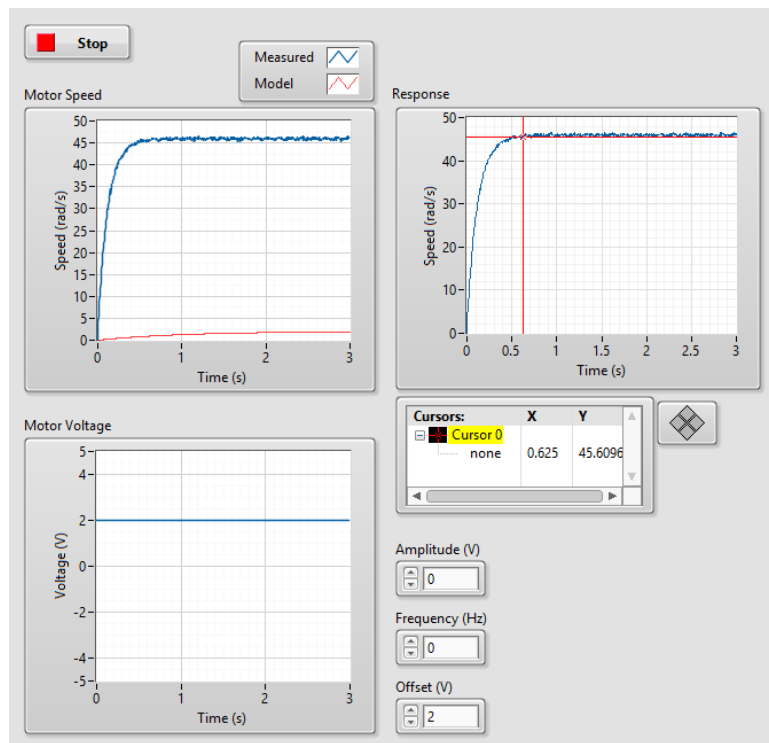 Stop
Measured
Model
Motor Speed
50
45
40
35
30
25
20
15
10
5
0
Speed (rad/s)
0 1 2 3
Time (s)
Response
50
40
30
20
10
0
Speed (rad/s)
0 0.5 1 1.5 2 2.5 3
Time (s)
Cursors: X Y
Cursor 0
none 0.625 45.6096
Motor Voltage
5
4
2
0
-2
-4
-5
Voltage (V)
0 1 2 3
Time (s)
Amplitude (V)
0
Frequency (Hz)
0
Offset (V)
2